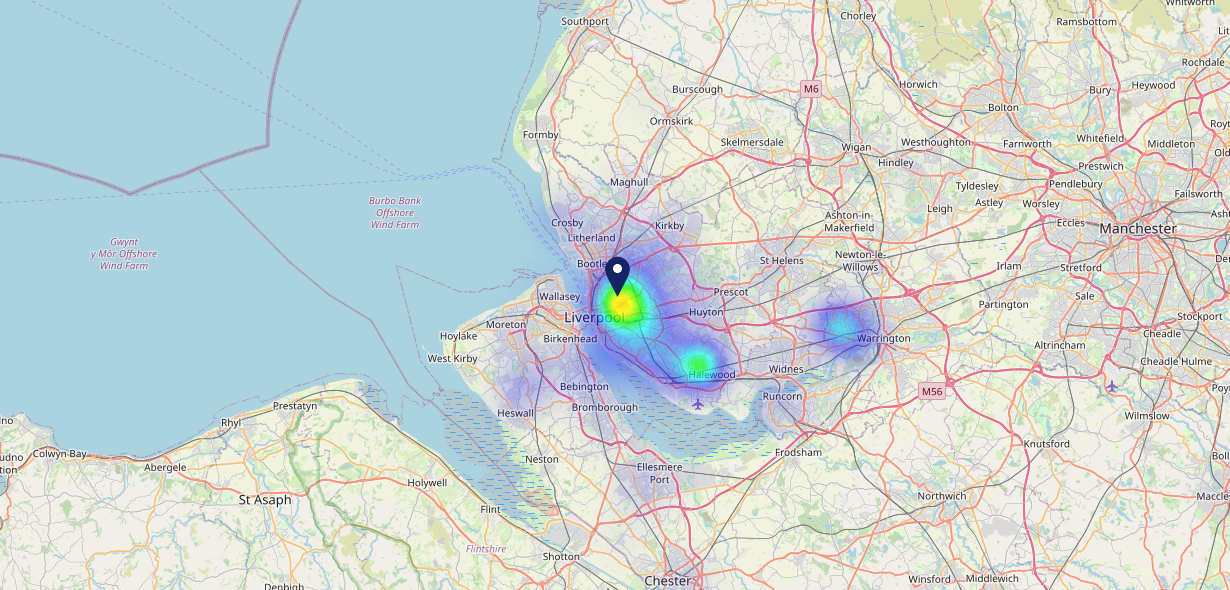 Southport
Chorley
Whitworth
Ramsbottom
Rochdale
Burscough
M6
Horwich
Bury
Heywood
Bolton
Formby
Ormskirk
Skelmersdale
Wigan
Westhoughton
Farnworth
Whitefield
Middleton
Hindley
Prestwich
Maghull
Tyldesley
Pendlebury
Failsworth
Burbo Bank
Offshore
Wind Farm
Crosby
Litherland
Kirkby
Ashton-in-
Makerfield
Leigh
Astley
Worsley
Eccles
Manchester
Gwynt
y Môr Offshore
Wind Farm
Bootle
St Helens
Newton-le-
Willows
Irlam
Stretford
Wallasey
Prescot
Partington
Sale
Liverpool
Huyton
Stockport
Moreton
Hoylake
Birkenhead
Warrington
Altrincham
Cheadle
West Kirby
Halewood
Widnes
Cheadle Hulme
Bebington
Runcorn
M56
Prestatyn
Heswall
Bromborough
Wilmslow
Rhyl
Colwyn Bay
Abergele
Neston
Frodsham
Knutsford
Ellesmere
Port
Holywell
St Asaph
Flint
Northwich
Flintshire
Shotton
Chester
Winsford
Middlewich
Denbigh